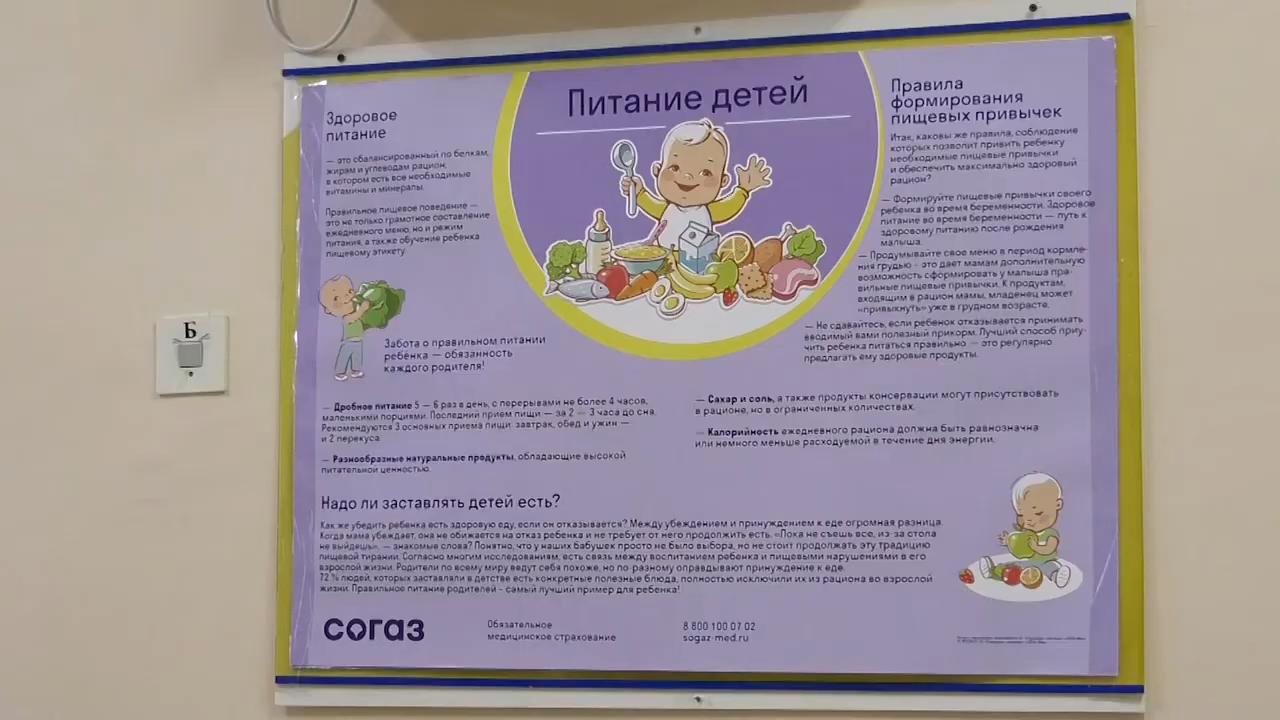 Питание детей
Здоровое
питание
— это сбалансированный по белкам,
жирам и углеводам рацион,
в котором есть все необходимые
витамины и минералы.
Правильное пищевое поведение —
это не только грамотное составление
ежедневного меню, но и режим
питания, а также обучение ребенка
пищевому этикету.
Забота о правильном питании
ребёнка — обязанность
каждого родителя!
Правила
формирования
пищевых привычек
Итак, каковы же правила, соблюдение
которых позволит привить ребенку
необходимые пищевые привычки
и обеспечить максимально здоровый
рацион?
— Формируйте пищевые привычки своего
ребенка во время беременности. Здоровое
питание во время беременности — путь к
здоровому питанию после рождения
малыша.
— Продумывайте свое меню в период кормле-
ния грудью - это дает мамам дополнительную
возможность сформировать у малыша пра-
вильные пищевые привычки. К продуктам,
входящим в рацион мамы, младенец может
«привыкнуть» уже в грудном возрасте.
— Не сдавайтесь, если ребенок отказывается принимать
вводимый вами полезный прикорм. Лучший способ приу-
чить ребенка питаться правильно — это регулярно
предлагать ему здоровые продукты.
— Дробное питание 5 — 6 раз в день, с перерывами не более 4 часов,
маленькими порциями. Последний прием пищи — за 2 — 3 часа до сна.
Рекомендуются 3 основных приема пищи: завтрак, обед и ужин —
и 2 перекуса.
— Разнообразные натуральные продукты, обладающие высокой
питательной ценностью.
— Сахар и соль, а также продукты консервации могут присутствовать
в рационе, но в ограниченных количествах.
— Калорийность ежедневного рациона должна быть равнозначна
или немного меньше расходуемой в течение дня энергии.
Надо ли заставлять детей есть?
Как же убедить ребенка есть здоровую еду, если он отказывается? Между убеждением и принуждением к еде огромная разница.
Когда мама убеждает, она не обижается на отказ ребенка и не требует от него продолжить есть. «Пока не съешь все, из-за стола
не выйдешь», — знакомые слова? Понятно, что у наших бабушек просто не было выбора, но не стоит продолжать эту традицию
пищевой тирании. Согласно многим исследованиям, есть связь между воспитанием ребенка и пищевыми нарушениями в его
взрослой жизни. Родители по всему миру ведут себя похоже, но по-разному оправдывают принуждение к еде.
72 % людей, которых заставляли в детстве есть конкретные полезные блюда, полностью исключили их из рациона во взрослой
жизни. Правильное питание родителей - самый лучший пример для ребенка!
согаз
Обязательное
медицинское страхование
8 800 100 07 02
sogaz-med.ru
Б